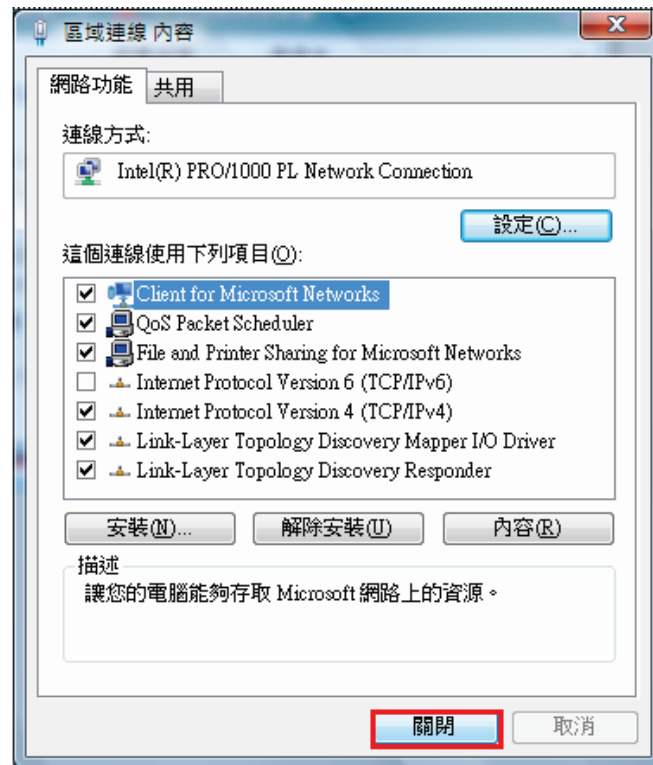 區域連線 內容
網路功能 共用
連線方式:
Intel(R) PRO/1000 PL Network Connection
設定(C)...
這個連線使用下列項目(O):
Client for Microsoft Networks
QoS Packet Scheduler
File and Printer Sharing for Microsoft Networks
Internet Protocol Version 6 (TCP/IPv6)
Internet Protocol Version 4 (TCP/IPv4)
Link-Layer Topology Discovery Mapper I/O Driver
Link-Layer Topology Discovery Responder
安裝(N)... 解除安裝(U) 內容(R)
描述
讓您的電腦能夠存取 Microsoft 網路上的資源。
關閉 取消